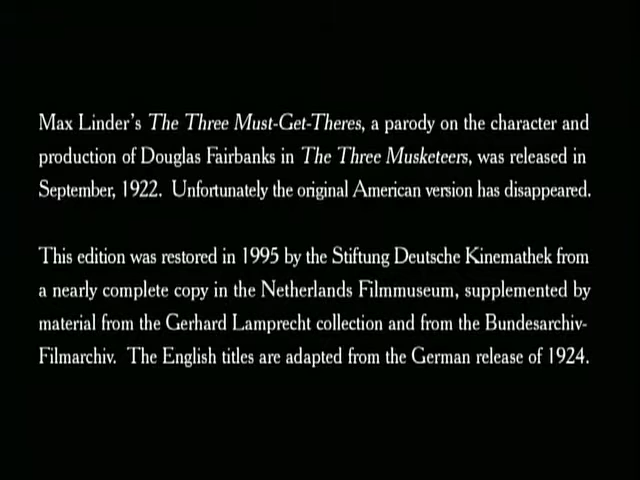 Max Linder's The Three Must-Get-Theres, a parody on the character and
production of Douglas Fairbanks in The Three Musketeers, was released in
September, 1922. Unfortunately the original American version has disappeared.
This edition was restored in 1995 by the Stiftung Deutsche Kinemathek from
a nearly complete copy in the Netherlands Filmmuseum, supplemented by
material from the Gerhard Lamprecht collection and from the Bundesarchiv-
Filmarchiv. The English titles are adapted from the German release of 1924.